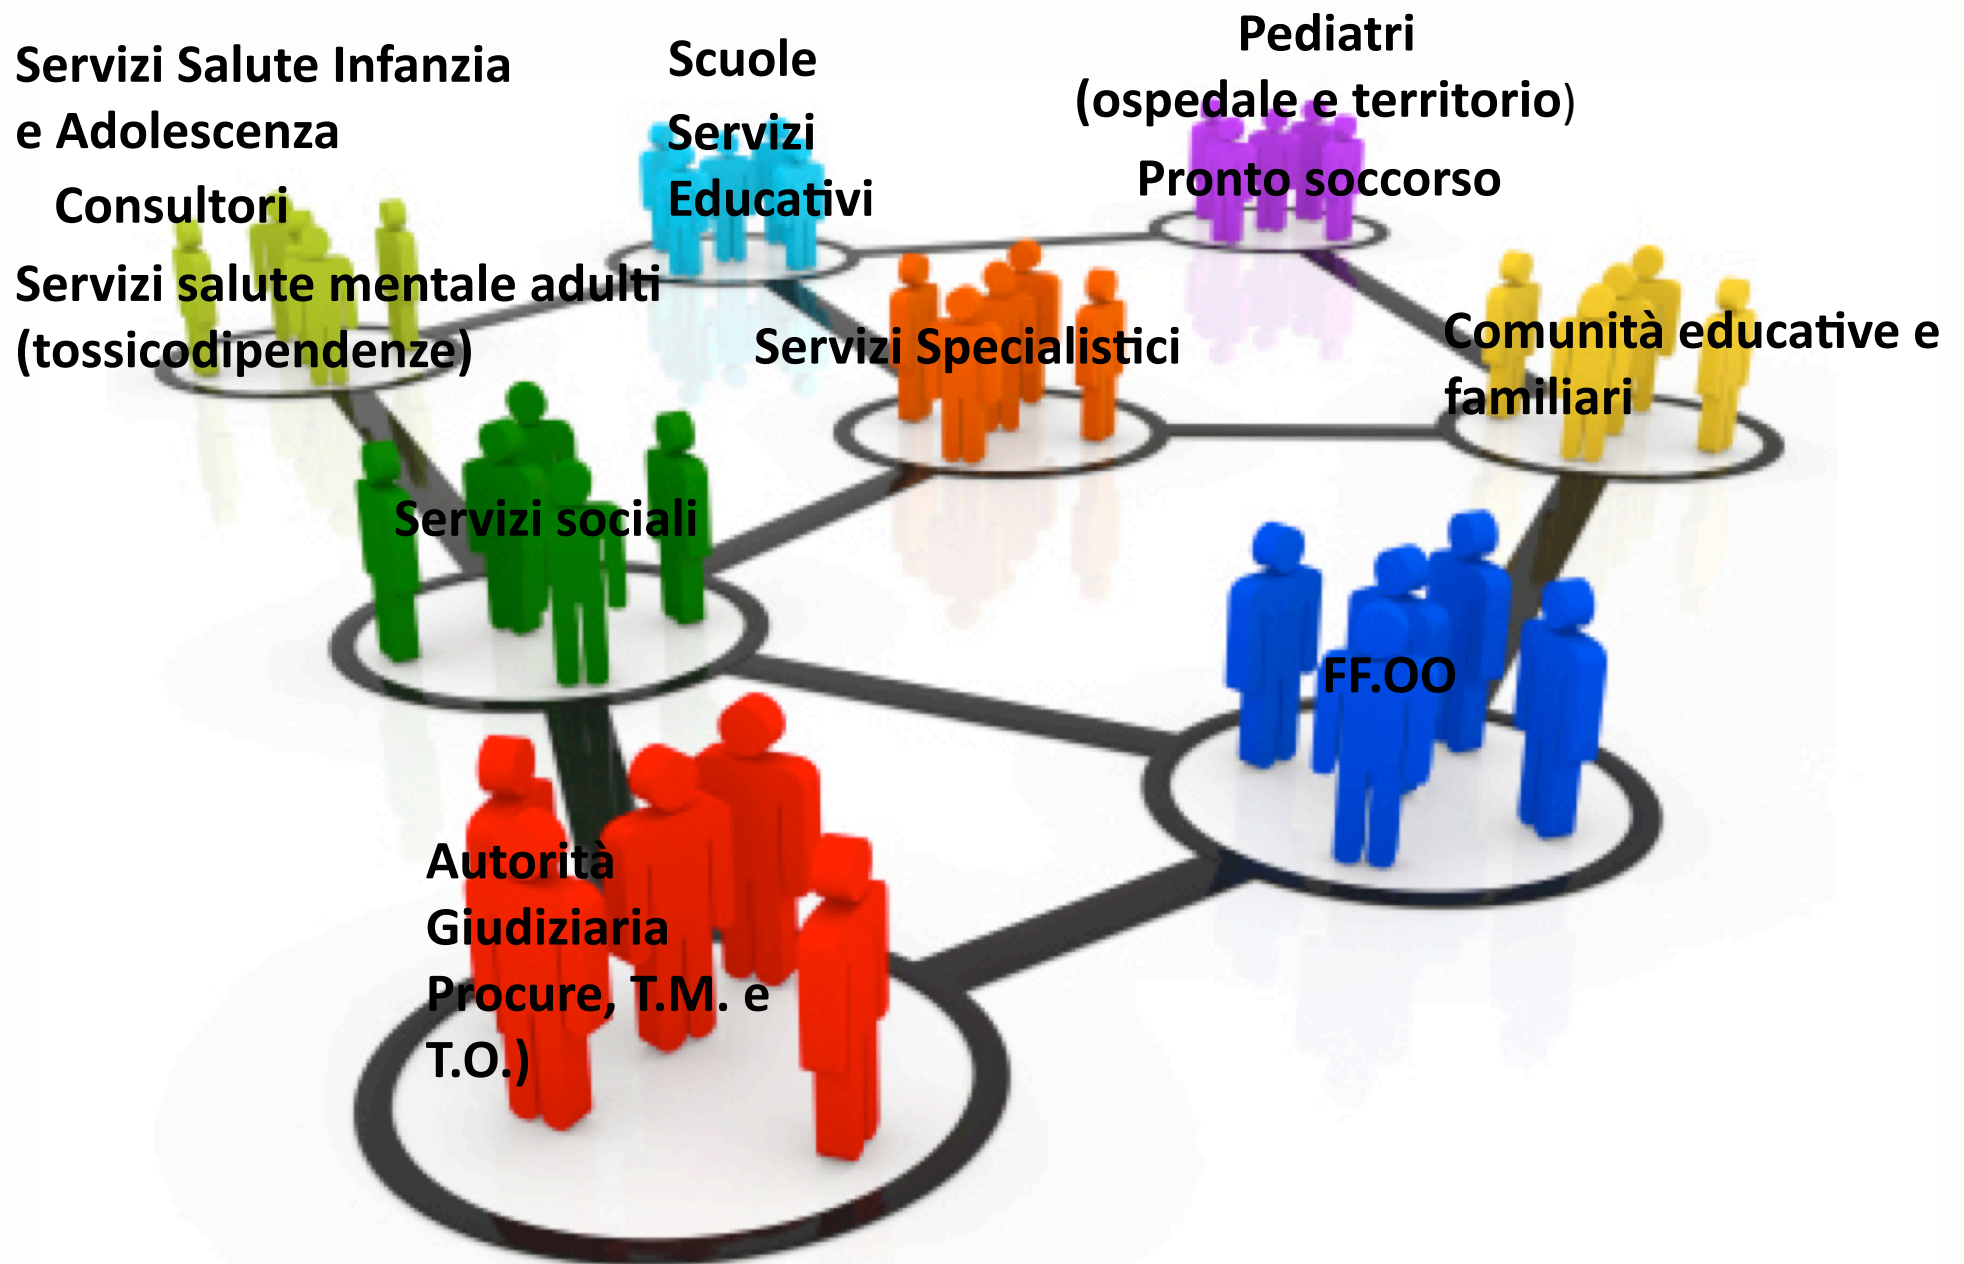 Servizi Salute Infanzia
e Adolescenza
Consultori
Servizi salute mentale adulti
(tossicodipendenze)
Scuole
Servizi
Educativi
Pediatri
(ospedale e territorio)
Pronto soccorso
Servizi Specialistici
Comunità educative e
familiari
Servizi sociali
FF.OO
Autorità
Giudiziaria
Procure, T.M. e
T.O.)